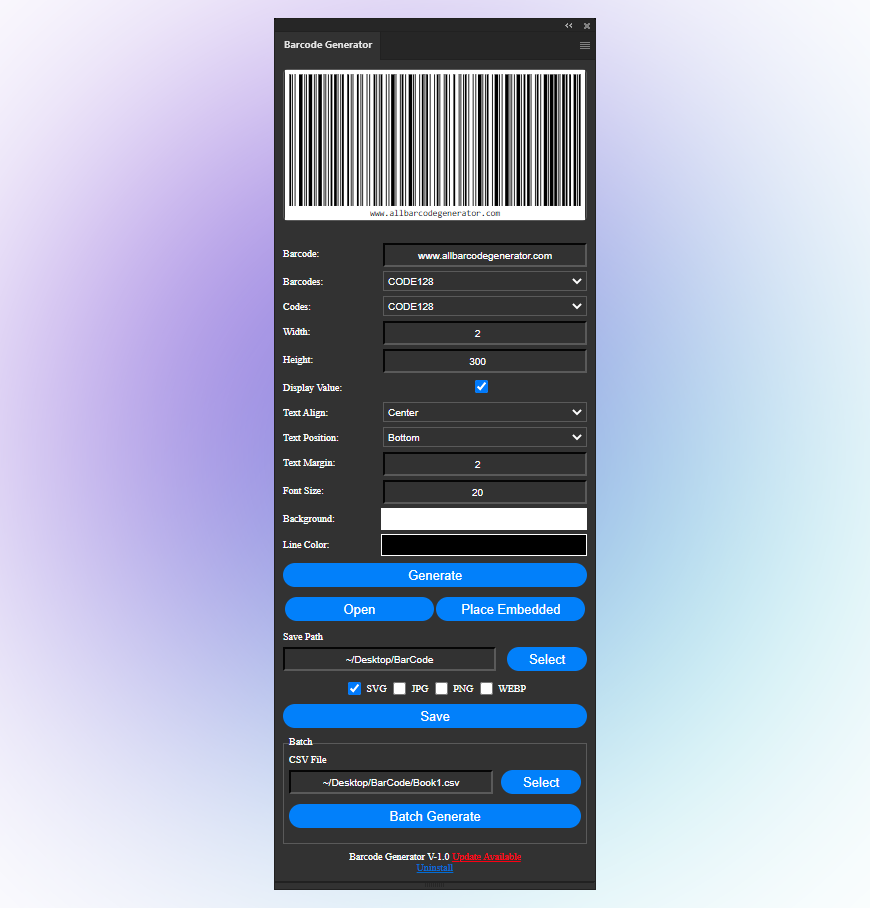 Barcode Generator
www.allbarcodegenerator.com
Barcode: www.allbarcodegenerator.com
Barcodes: CODE128
Codes: CODE128
Width: 2
Height: 300
Display Value:
Text Align: Center
Text Position: Bottom
Text Margin: 2
Font Size: 20
Background:
Line Color:
Generate
Open Place Embedded
Save Path
~/Desktop/BarCode Select
SVG JPG PNG WEBP
Save
Batch
CSV File
~/Desktop/BarCode/Book1.csv Select
Batch Generate
Barcode Generator V-1.0 Update Available
Uninstall